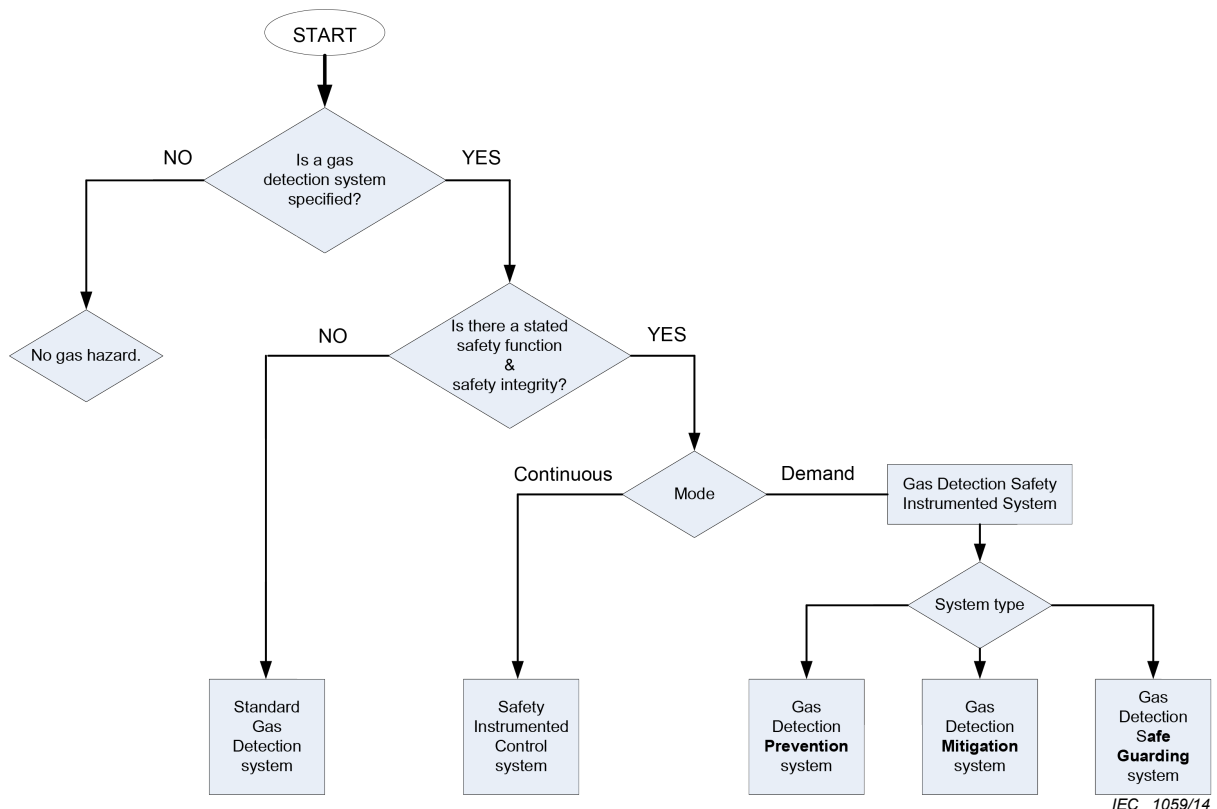 START
NO
YES
Is a gas
detection system
specified?
No gas hazard.
NO
YES
Is there a stated
safety function
&
safety integrity?
Continuous
Demand
Mode
Gas Detection Safety
Instrumented System
System type
Standard
Gas
Detection
system
Safety
Instrumented
Control
system
Gas
Detection
Prevention
system
Gas
Detection
Mitigation
system
Gas
Detection
Safe
Guarding
system
IEC 1059/14